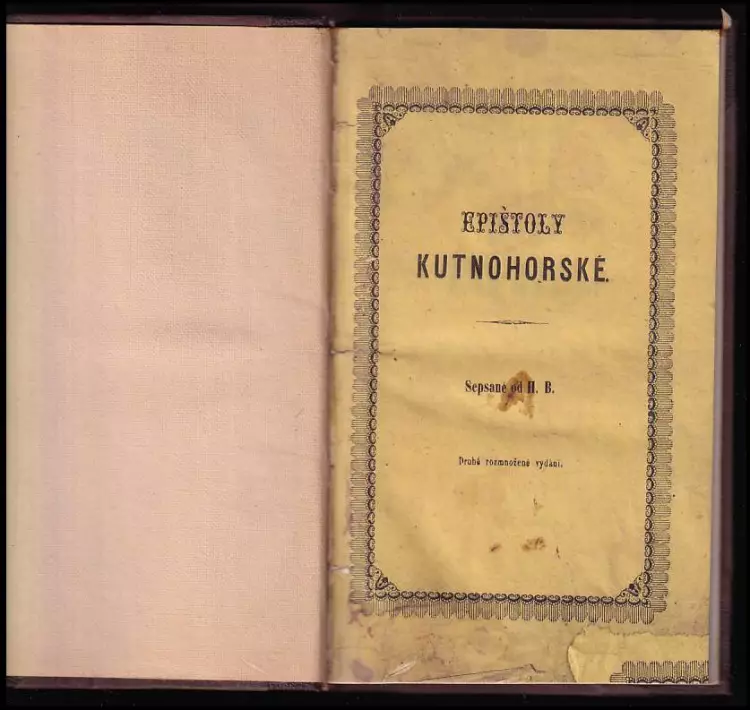 EPIŠTOLY
KUTNOHORSKÉ.
Sepsané od H. B.
Druhé rozmnožené vydání.